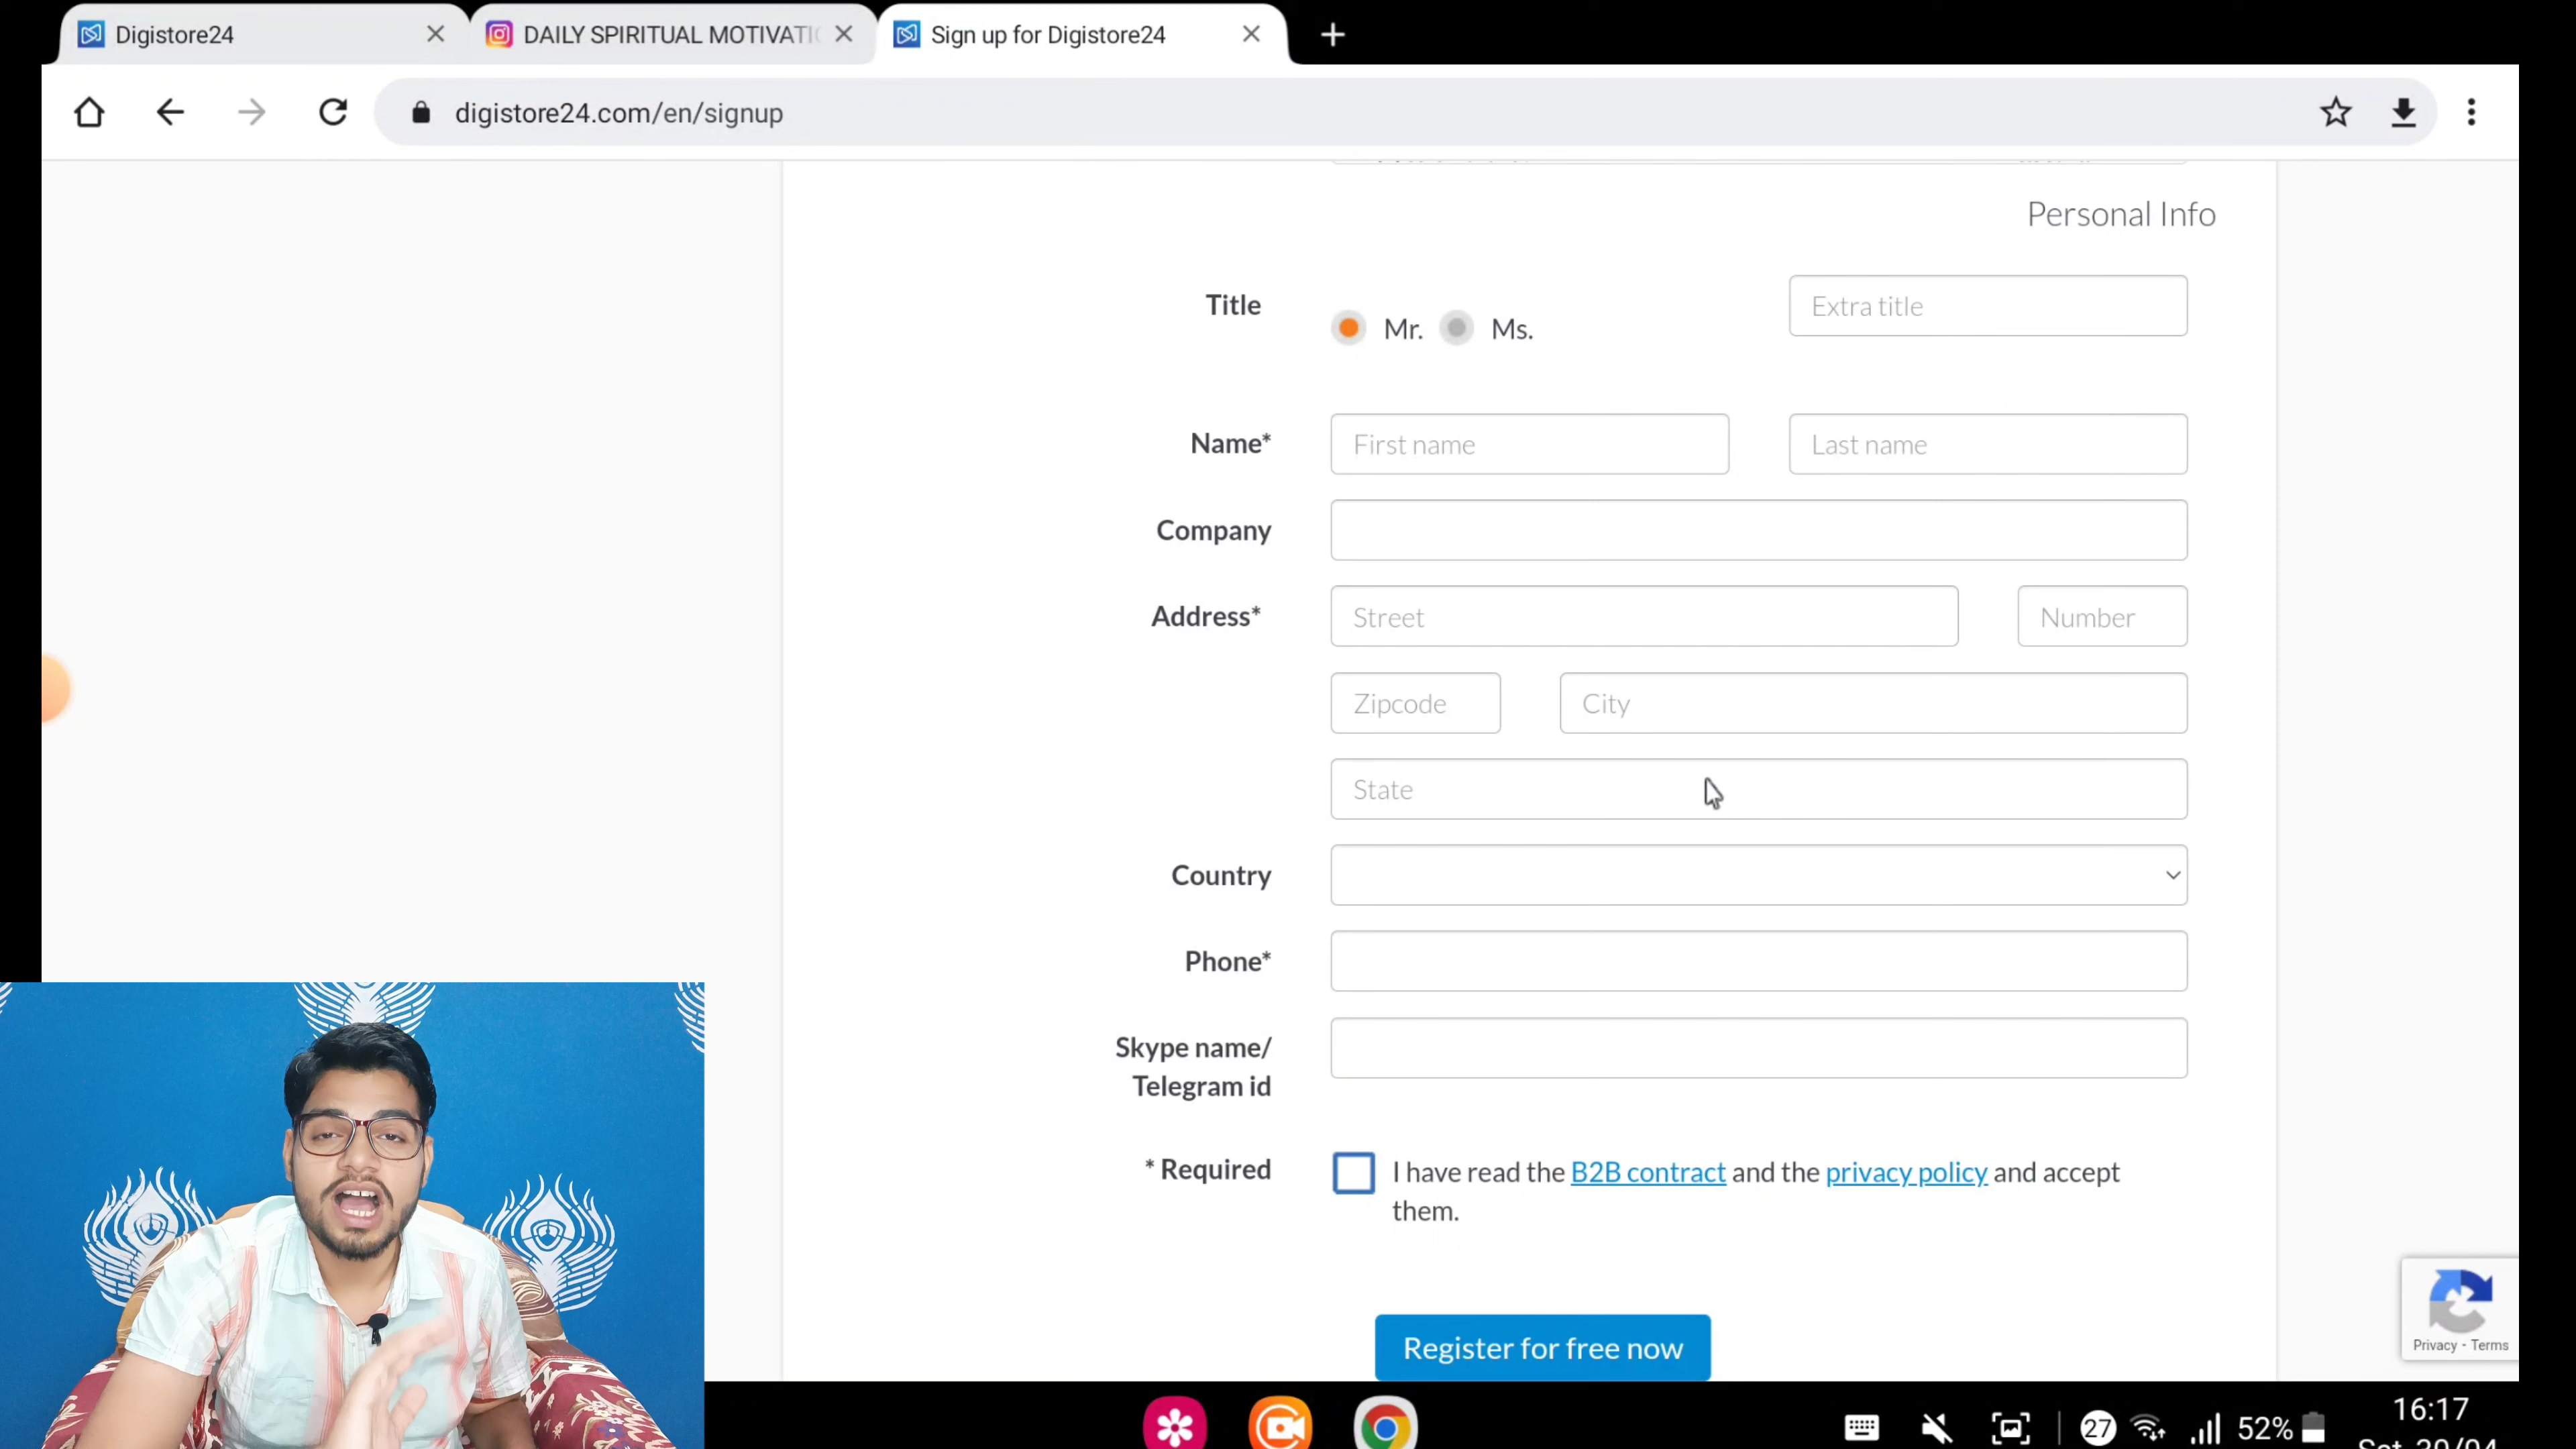 Digistore24
DAILY SPIRITUAL MOTIVATI
Sign up for Digistore24
digistore24.com/en/signup
Personal Info
Title
Mr.
Ms.
Extra title
Name*
First name
Last name
Company
Address*
Street
Number
Zipcode
City
State
Country
Phone*
Skype name/
Telegram id
* Required
I have read the B2B contract and the privacy policy and accept
them.
Register for free now
Privacy - Terms
27
52%
16:17